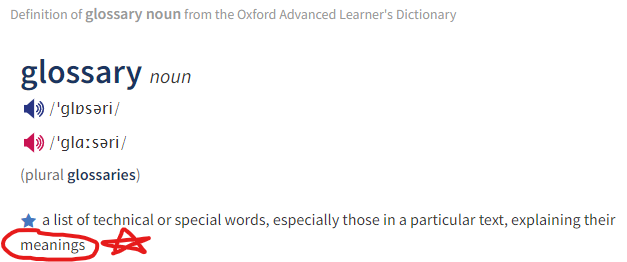 Definition of glossary noun from the Oxford Advanced Learner's Dictionary
glossary noun
/ˈɡlɒsəri/
/ˈɡlɑːsəri/
(plural glossaries)
a list of technical or special words, especially those in a particular text, explaining their
meanings